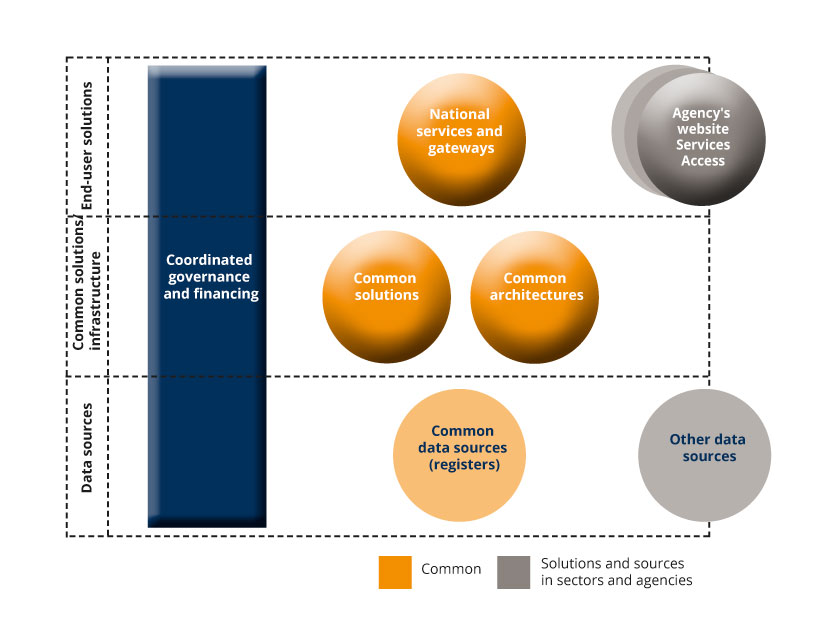 End-user solutions
National
services and
gateways
Agency's
website
Services
Access
Common solutions/
infrastructure
Coordinated
governance
and financing
Common
solutions
Common
architectures
Data sources
Common
data sources
(registers)
Other data
sources
Common
Solutions and sources
in sectors and agencies